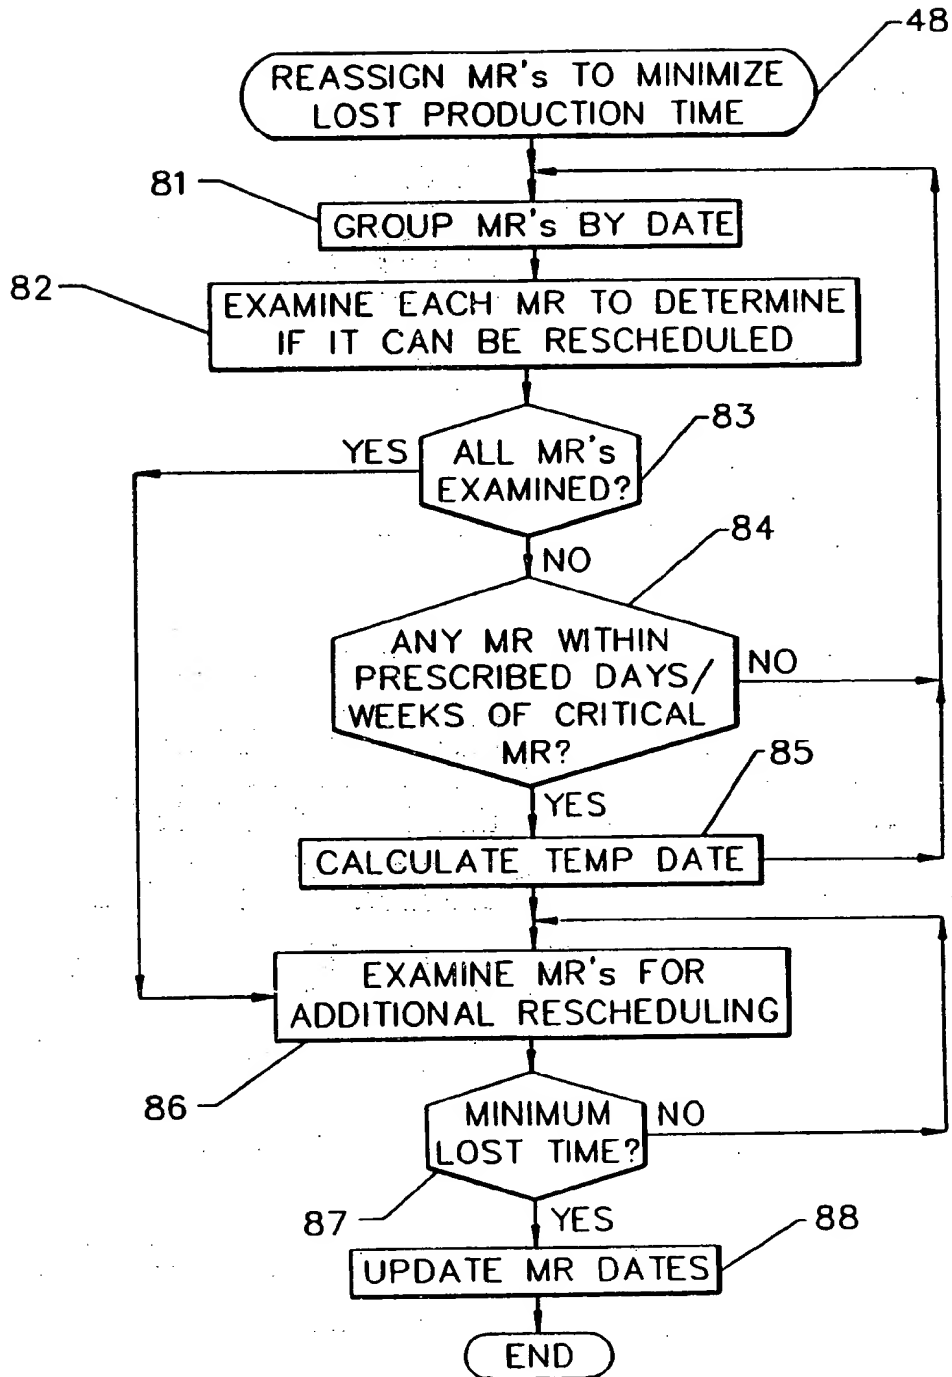 48
REASSIGN MR's TO MINIMIZE
LOST PRODUCTION TIME
81
GROUP MR's BY DATE
82
EXAMINE EACH MR TO DETERMINE
IF IT CAN BE RESCHEDULED
83
YES
ALL MR's
EXAMINED?
84
NO
ANY MR WITHIN
PRESCRIBED DAYS/
WEEKS OF CRITICAL
MR?
NO
85
YES
CALCULATE TEMP DATE
EXAMINE MR's FOR
ADDITIONAL RESCHEDULING
86
MINIMUM
LOST TIME?
NO
87
YES
88
UPDATE MR DATES
END